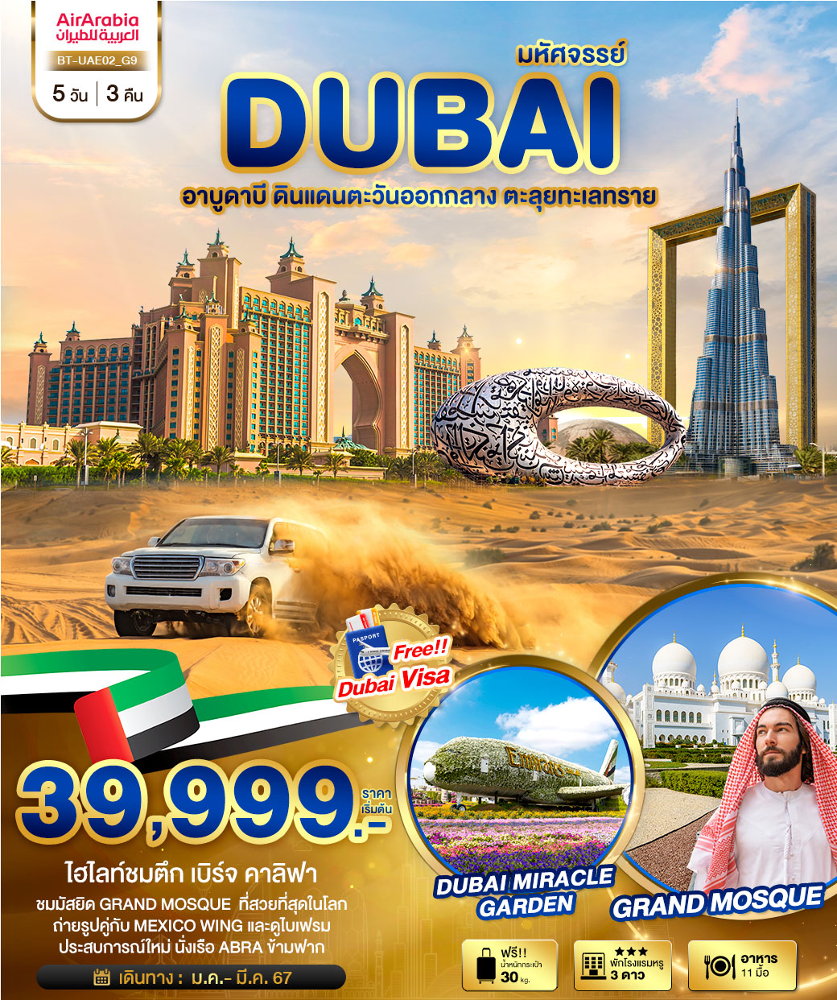 AirArabia
العربية للطيران
BT-UAE02_G9
5 วัน | 3 คืน
มหัศจรรย์
DUBAI
อาบูดาบี ดินแดนตะวันออกกลาง ตะลุยทะเลทราย
PASPORT
Free!!
Dubai Visa
39,999.-
ราคา
เริ่มต้น
Emirates
ไฮไลท์ชมตึก เบิร์จ คาลิฟา
ชมมัสยิด GRAND MOSQUE ที่สวยที่สุดในโลก
ถ่ายรูปคู่กับ MEXICO WING และดูไบเฟรม
ประสบการณ์ใหม่ นั่งเรือ ABRA ข้ามฟาก
เดินทาง : ม.ค.- มี.ค. 67
DUBAI MIRACLE
GARDEN
GRAND MOSQUE
ฟรี!!
น้ำหนักกระเป๋า
30 kg.
พักโรงแรมหรู
3 ดาว
อาหาร
11 มื้อ